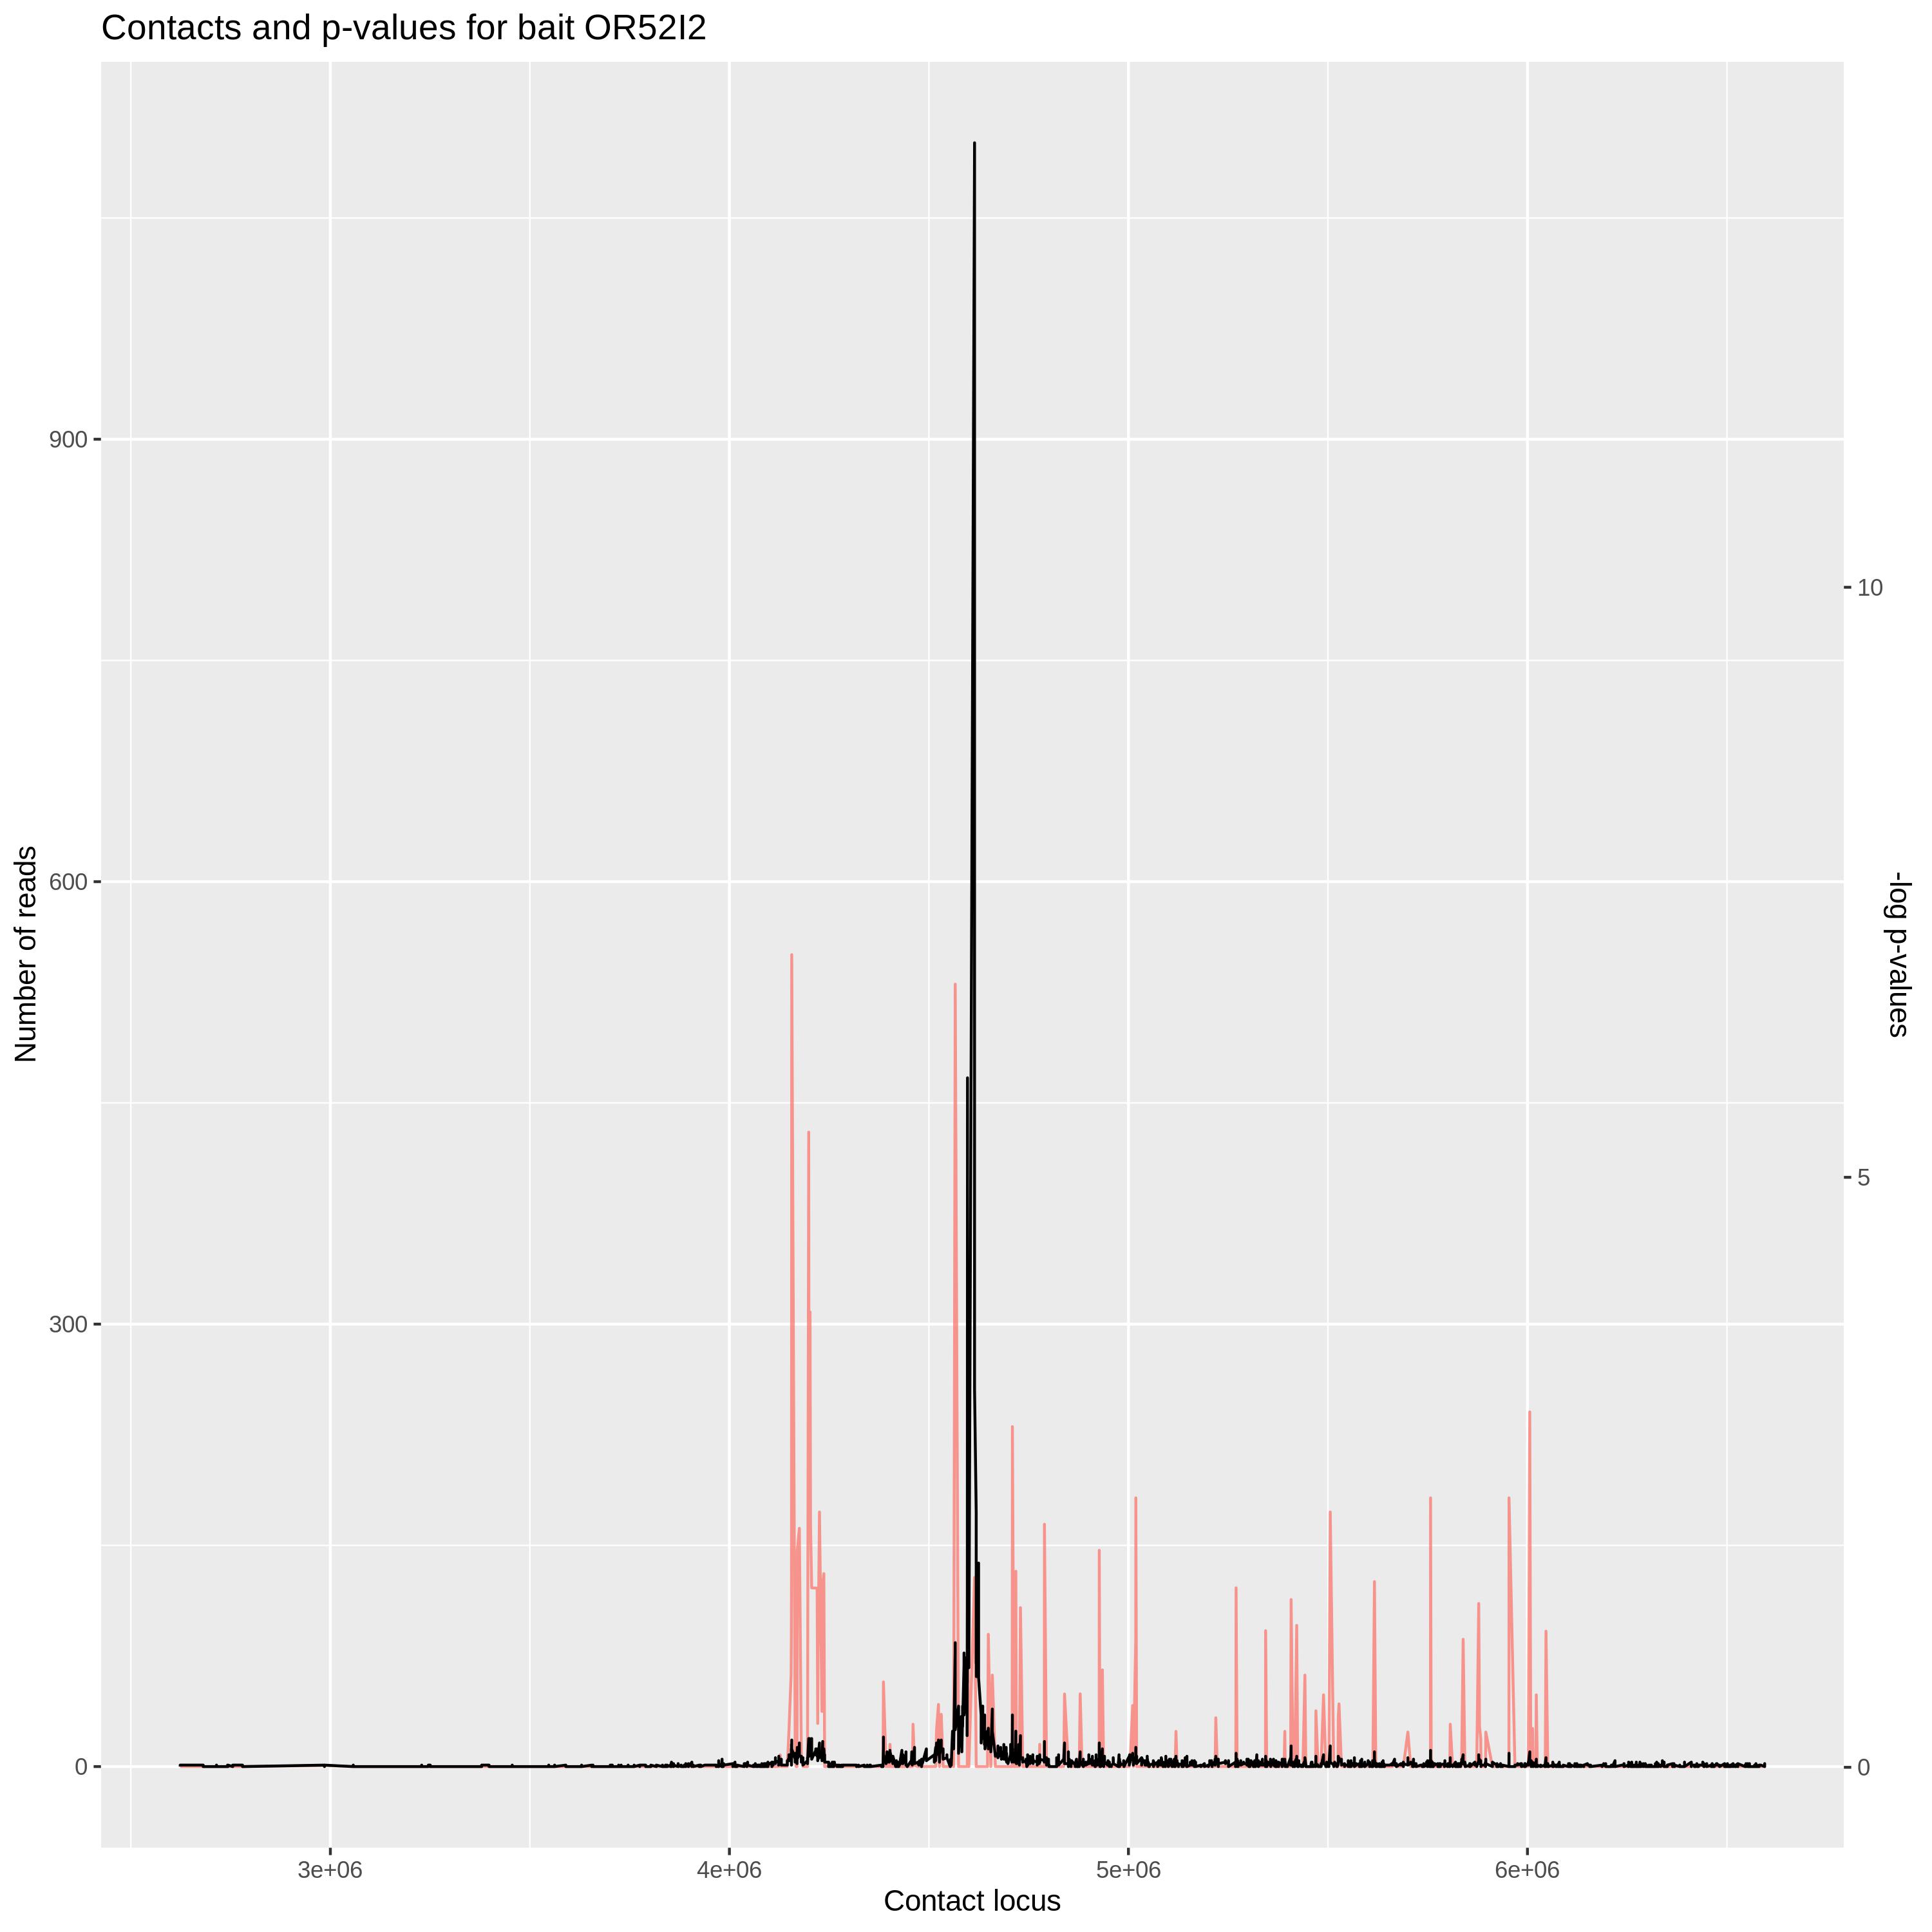 Contacts and p-values for bait OR52I2
900
600
300
0
10
5
0
Number of reads
-log p-values
3e+06
4e+06
5e+06
6e+06
Contact locus